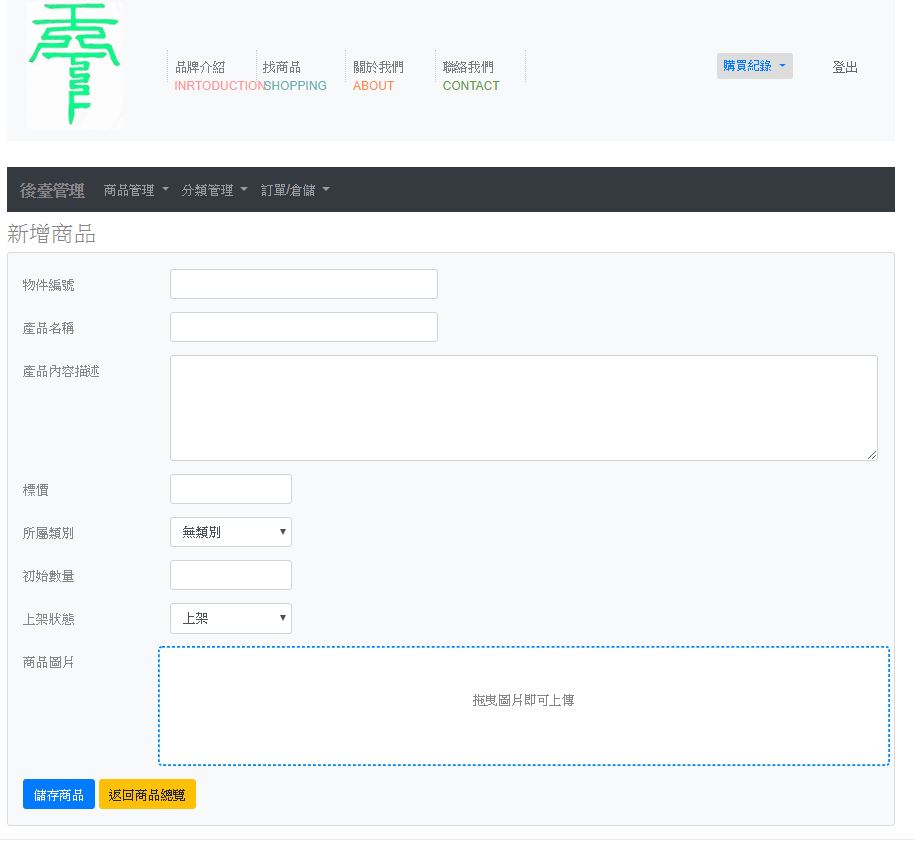 品牌介紹 找商品 關於我們 聯絡我們 購買紀錄 登出
INRTODUCTION SHOPPING ABOUT CONTACT
後臺管理 商品管理 分類管理 訂單/倉儲
新增商品
物件編號
產品名稱
產品內容描述
標價
所屬類別 無類別
初始數量
上架狀態 上架
商品圖片
拖曳圖片即可上傳
儲存商品 返回商品總覽